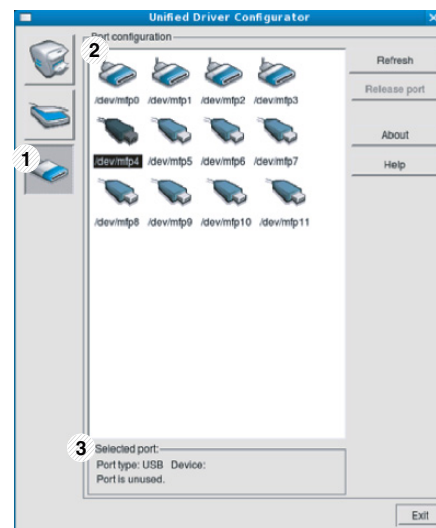 Unified Driver Configurator
Port configuration
2
/dev/mfp0 /dev/mfp1 /dev/mfp2 /dev/mfp3
Refresh
Release port
1
/dev/mfp4 /dev/mfp5 /dev/mfp6 /dev/mfp7
About
Help
/dev/mfp8 /dev/mfp9 /dev/mfp10 /dev/mfp11
3
Selected port:
Port type: USB Device:
Port is unused.
Exit